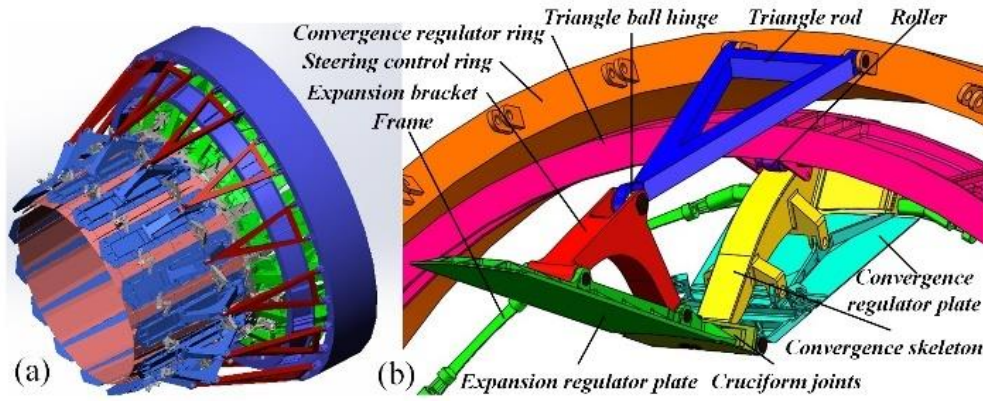 Triangle ball hinge
Triangle rod
Roller
Convergence regulator ring
Steering control ring
Expansion bracket
Frame
Convergence
regulator plate
Convergence skeleton
Expansion regulator plate
Cruciform joints
(a)
(b)